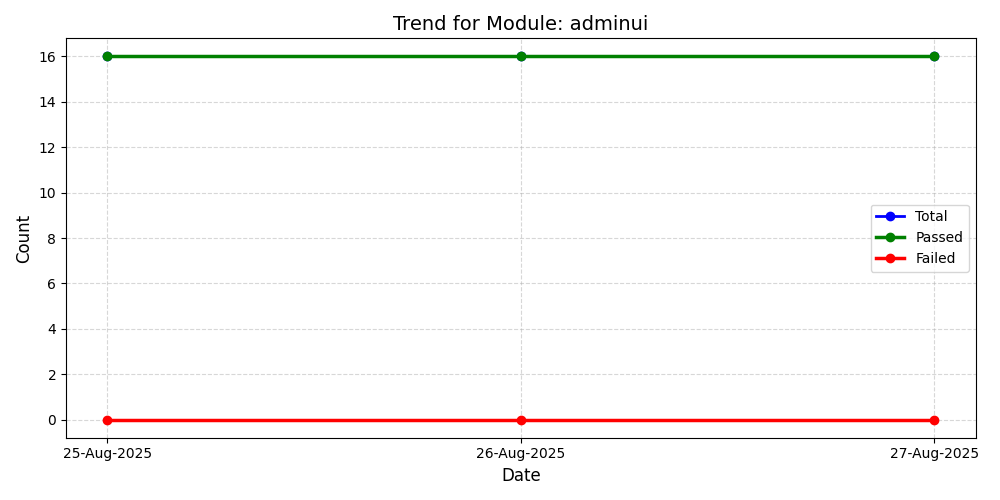 Trend for Module: adminui
16
14
12
10
8
6
4
2
0
Count
Total
Passed
Failed
25-Aug-2025
26-Aug-2025
27-Aug-2025
Date